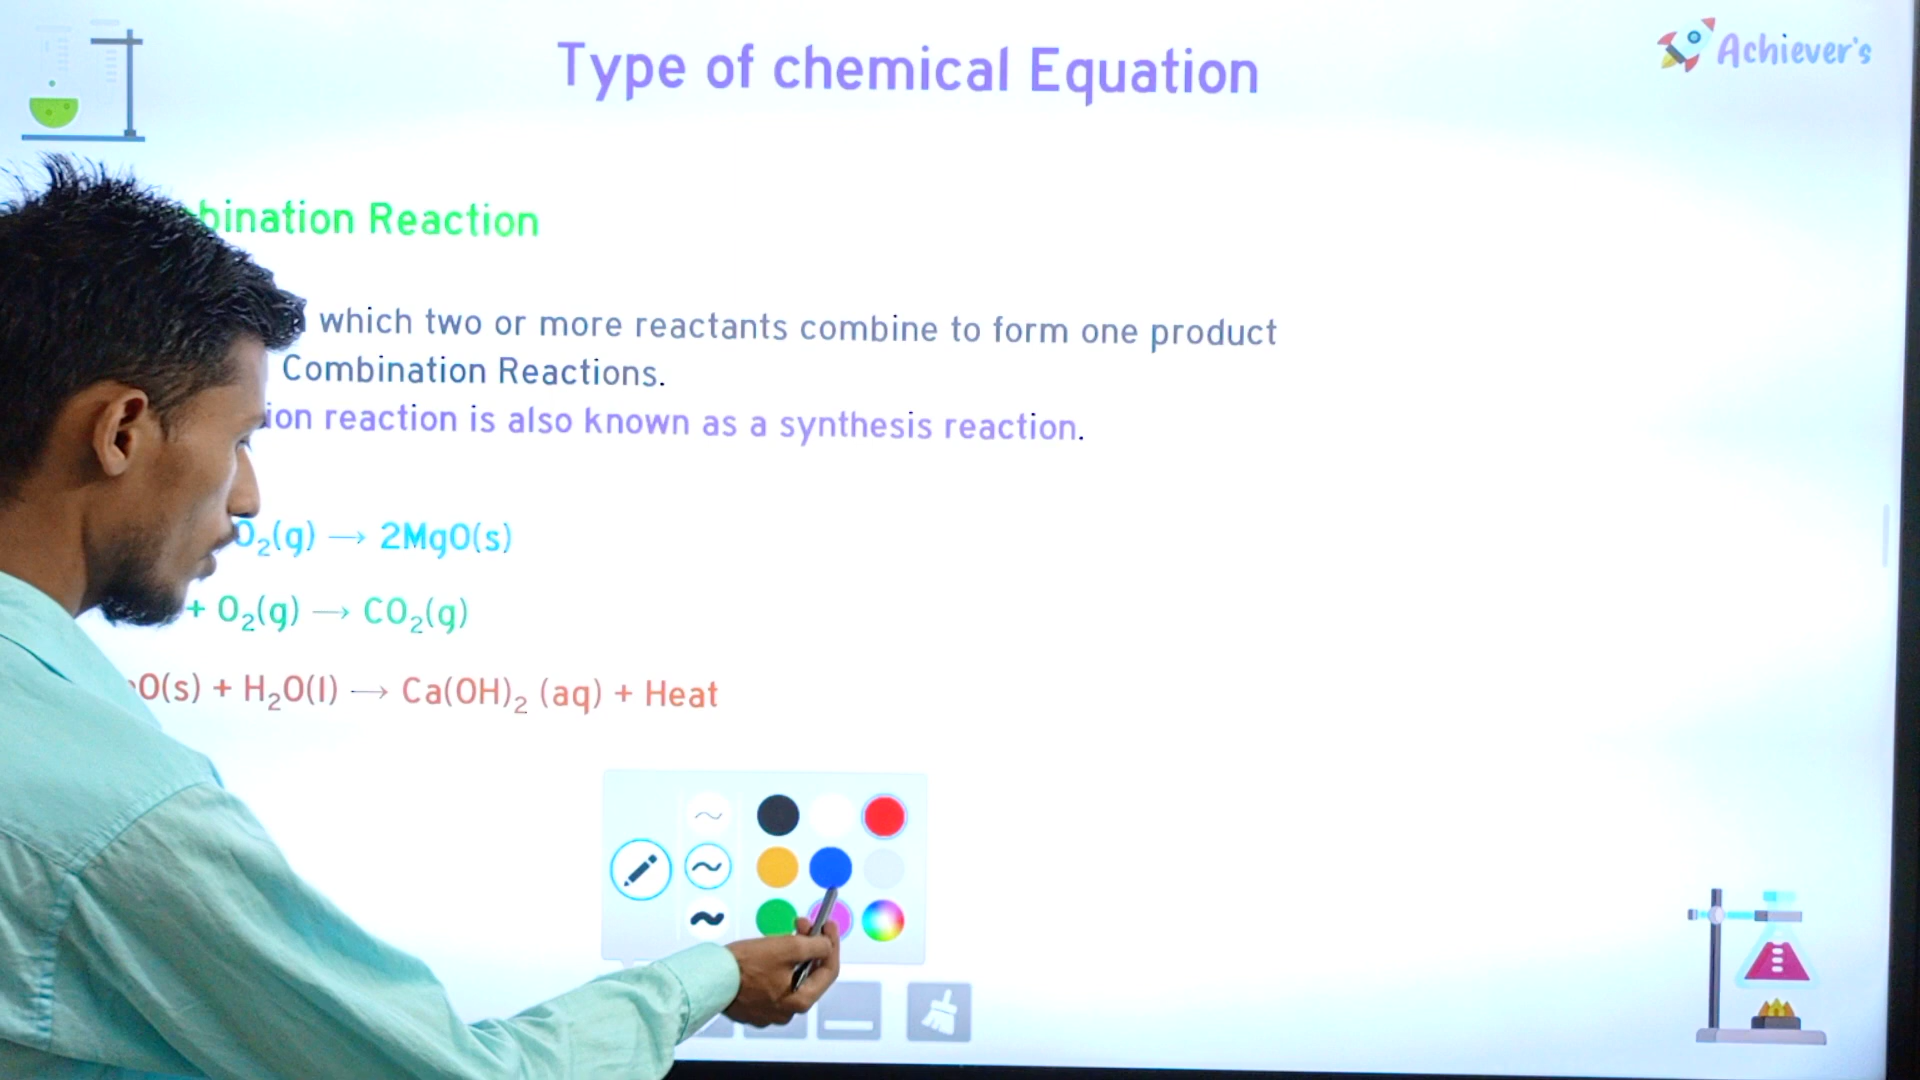 Type of chemical Equation
Achiever's
bination Reaction
which two or more reactants combine to form one product
Combination Reactions.
ion reaction is also known as a synthesis reaction.
O₂(g) → 2MgO(s)
+ O₂(g) → CO₂(g)
O(s) + H₂O(l) → Ca(OH)₂ (aq) + Heat